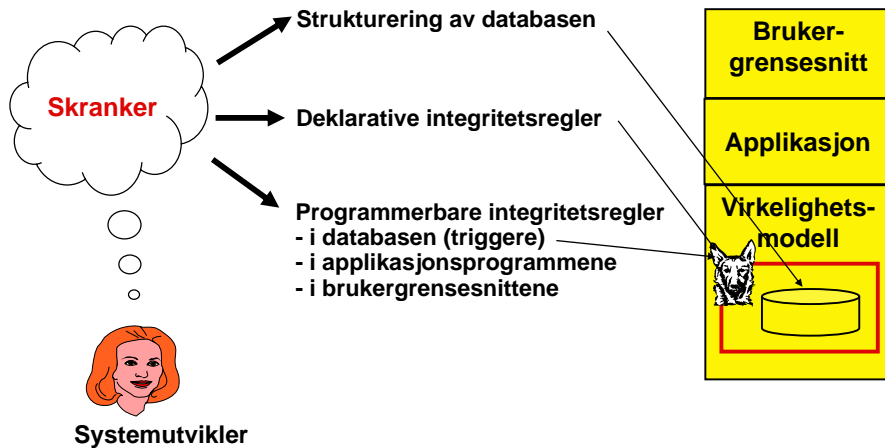 Strukturering av databasen
Skranker
Deklarative integritetsregler
Programmerbare integritetsregler
- i databasen (triggere)
- i applikasjonsprogrammene
- i brukergrensesnittene
Systemutvikler
Bruker-
grensesnitt
Applikasjon
Virkelighets-
modell